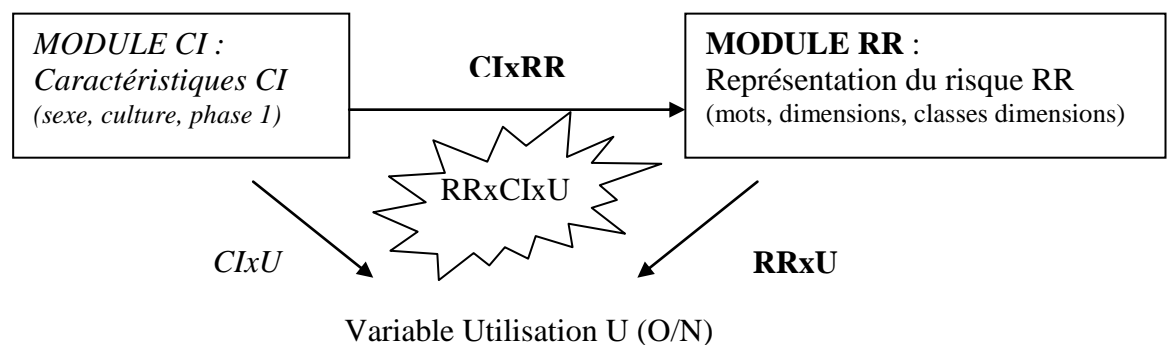 MODULE CI :
Caractéristiques CI
(sexe, culture, phase 1)
CIxRR
MODULE RR :
Représentation du risque RR
(mots, dimensions, classes dimensions)
RRxCIxU
CIxU
RRxU
Variable Utilisation U (O/N)